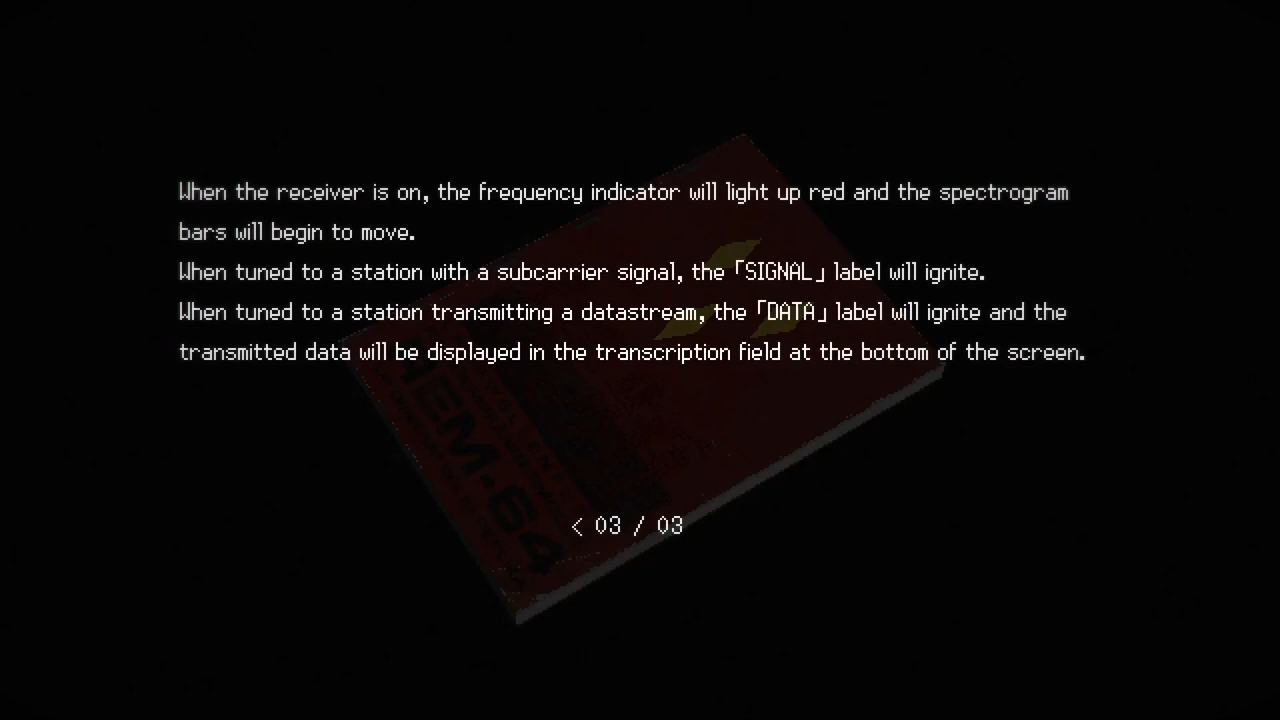 When the receiver is on, the frequency indicator will light up red and the spectrogram
bars will begin to move.
When tuned to a station with a subcarrier signal, the 「SIGNAL」 label will ignite.
When tuned to a station transmitting a datastream, the 「DATA」 label will ignite and the
transmitted data will be displayed in the transcription field at the bottom of the screen.
< 03 / 03